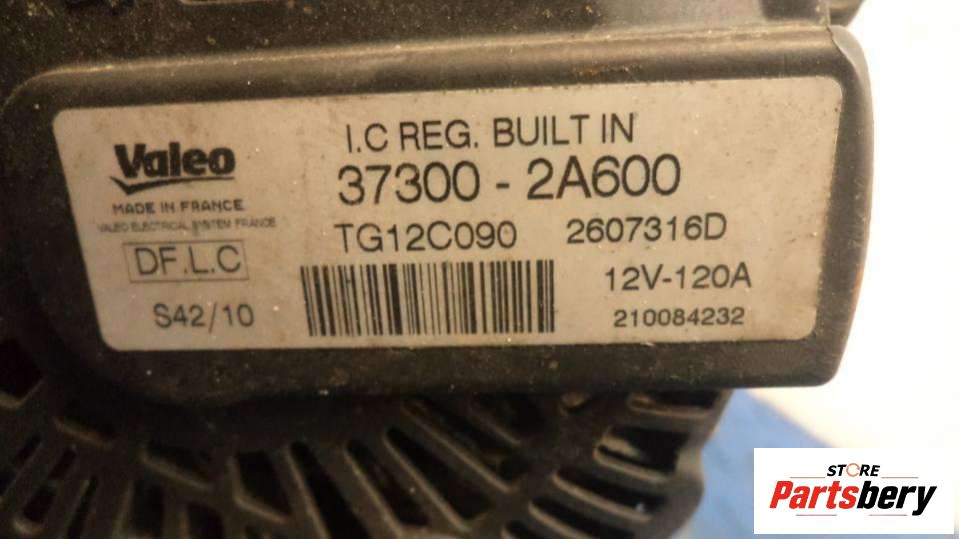 I.C REG. BUILT IN
Valeo
37300 - 2A600
MADE IN FRANCE
VALEO ELECTRICAL SYSTEM FRANCE
TG12C090 2607316D
DF.L.C
12V-120A
S42/10
210084232
STORE
Partsbery